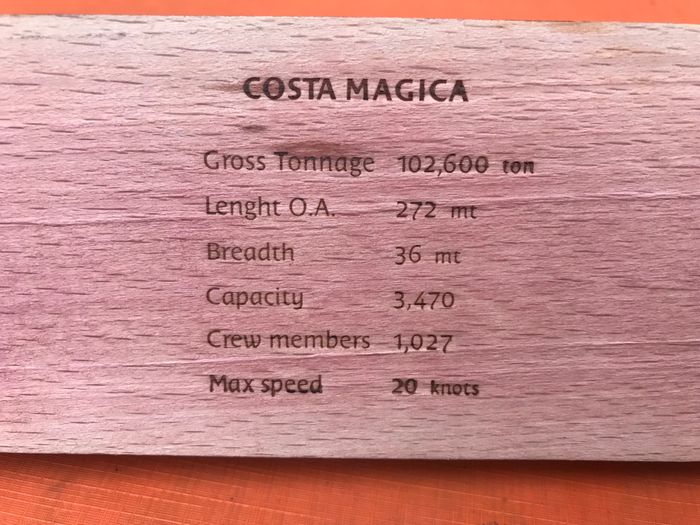 COSTA MAGICA
Gross Tonnage 102,600 ton
Lenght O.A. 272 mt
Breadth 36 mt
Capacity 3,470
Crew members 1,027
Max speed 20 knots